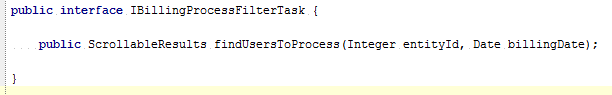 public interface IBillingProcessFilterTask {
public ScrollableResults findUsersToProcess(Integer entityId, Date billingDate);
}